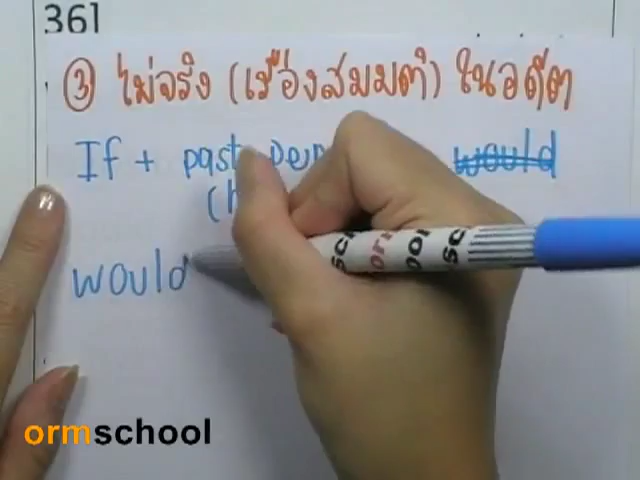 361
③ ไม่จริง (เรื่องสมมติ) ในอดีต
If + past would
would
ormschool